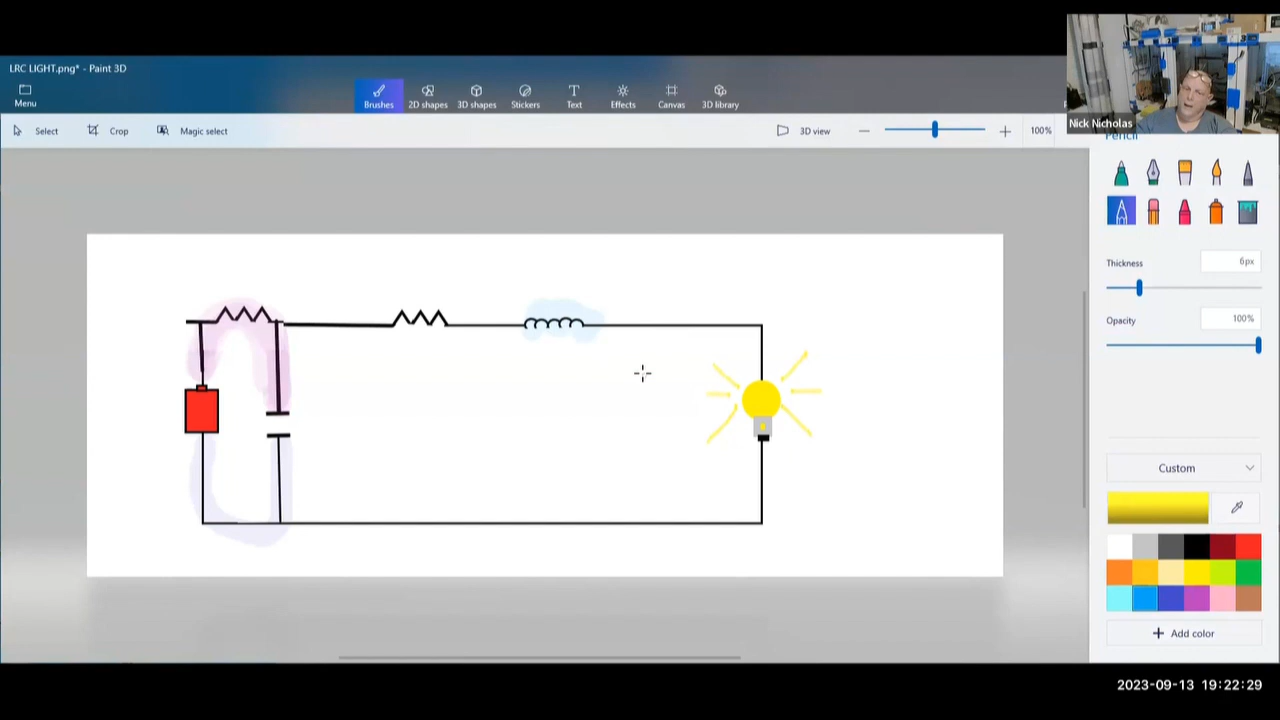 LRC LIGHT.png* - Paint 3D
Menu
Brushes
2D shapes
3D shapes
Stickers
Text
Effects
Canvas
3D library
Select
Crop
Magic select
3D view
100%
Nick Nicholas
Pencil
Thickness
6px
Opacity
100%
Custom
Add color
2023-09-13 19:22:29